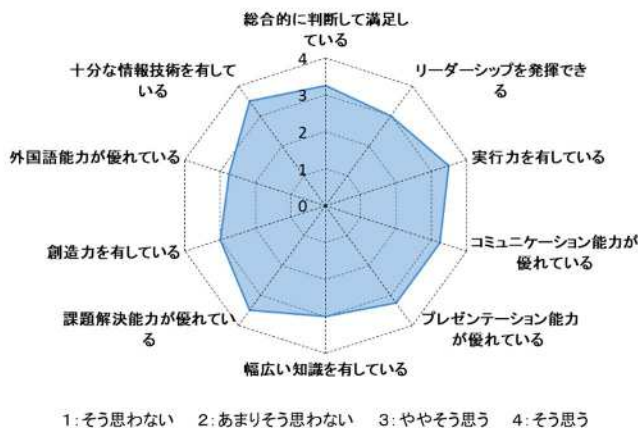 総合的に判断して満足し
ている
リーダーシップを発揮でき
る
実行力を有している
コミュニケーション能力が
優れている
プレゼンテーション能力
が優れている
幅広い知識を有している
課題解決能力が優れてい
る
創造力を有している
外国語能力が優れている
十分な情報技術を有して
いる
4
3
2
1
0
1：そう思わない 2：あまりそう思わない 3：ややそう思う 4：そう思う